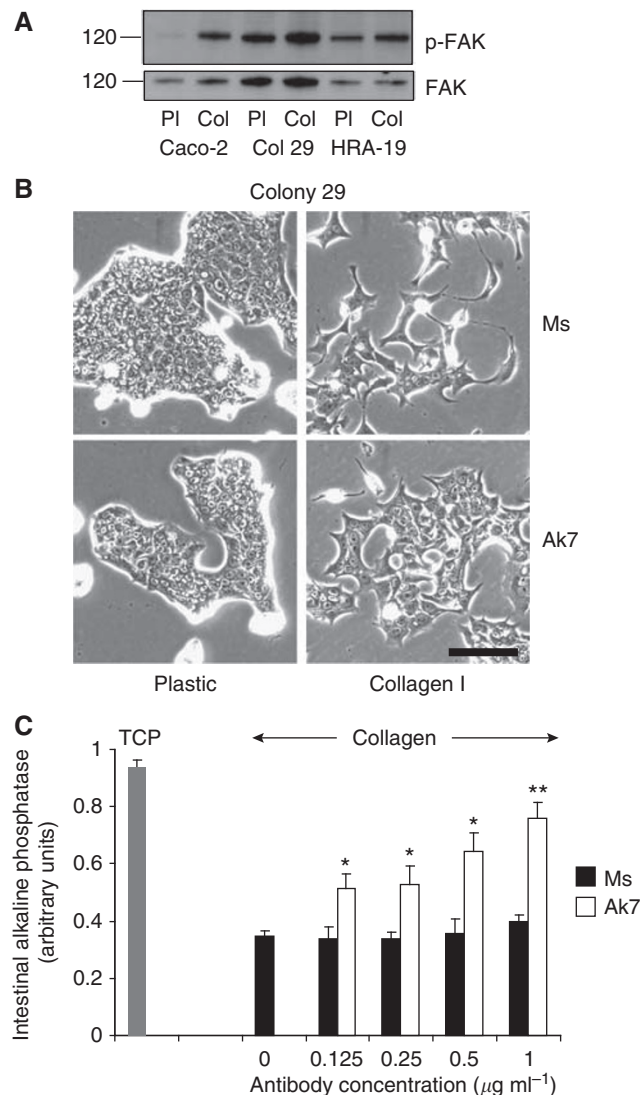 A
120
p-FAK
120
FAK
Pl Col Pl Col Pl Col
Caco-2 Col 29 HRA-19
B
Colony 29
Ms
Ak7
Plastic Collagen I
C
TCP
Collagen
1
0.8
0.6
0.4
0.2
0
Intestinal alkaline phosphatase
(arbitrary units)
* * * **
Ms
Ak7
0 0.125 0.25 0.5 1
Antibody concentration (μg ml⁻¹)